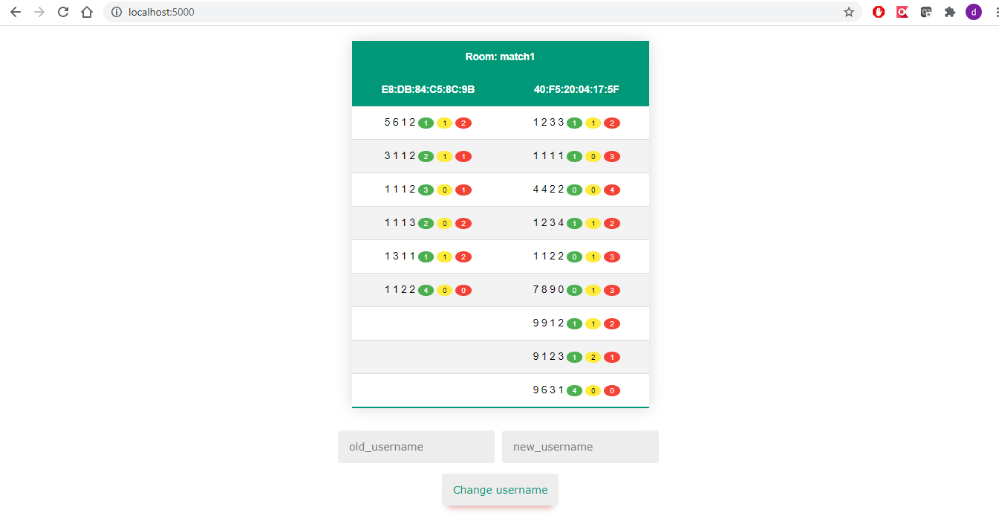 localhost:5000
d
Room: match1
E8:DB:84:C5:8C:9B 40:F5:20:04:17:5F
5 6 1 2 1 1 2 1 2 3 3 1 1 2
3 1 1 2 2 1 1 1 1 1 1 1 0 3
1 1 1 2 3 0 1 4 4 2 2 0 0 4
1 1 1 3 2 0 2 1 2 3 4 1 1 2
1 3 1 1 1 1 2 1 1 2 2 0 1 3
1 1 2 2 4 0 0 7 8 9 0 0 1 3
9 9 1 2 1 1 2
9 1 2 3 1 2 1
9 6 3 1 4 0 0
old_username new_username
Change username